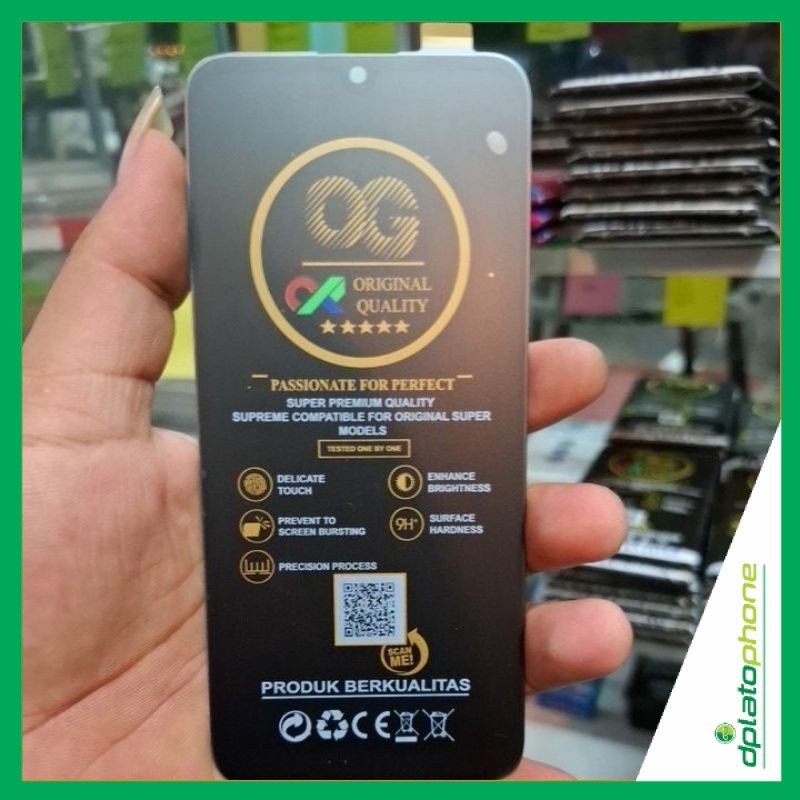 OG
ORIGINAL
QUALITY
PASSIONATE FOR PERFECT
SUPER PREMIUM QUALITY
SUPREME COMPATIBLE FOR ORIGINAL SUPER
MODELS
TESTED ONE BY ONE
DELICATE
TOUCH
ENHANCE
BRIGHTNESS
PREVENT TO
SCREEN BURSTING
9H+
SURFACE
HARDNESS
PRECISION PROCESS
SCAN
ME!
PRODUK BERKUALITAS
CE
dplatophone